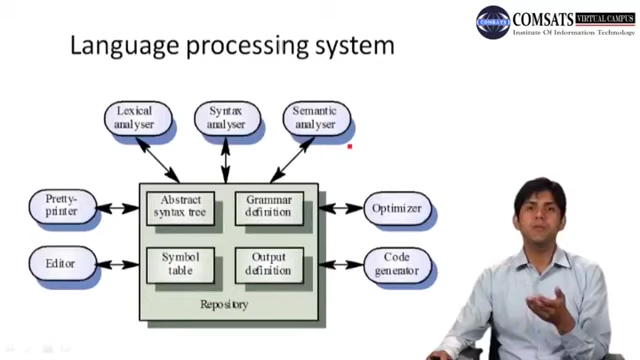 COMSATS VIRTUAL CAMPUS
Institute Of Information Technology
COMSATS
Language processing system
Lexical
analyser
Syntax
analyser
Semantic
analyser
Pretty-
printer
Abstract
syntax tree
Grammar
definition
Optimizer
Editor
Symbol
table
Output
definition
Code
generator
Repository